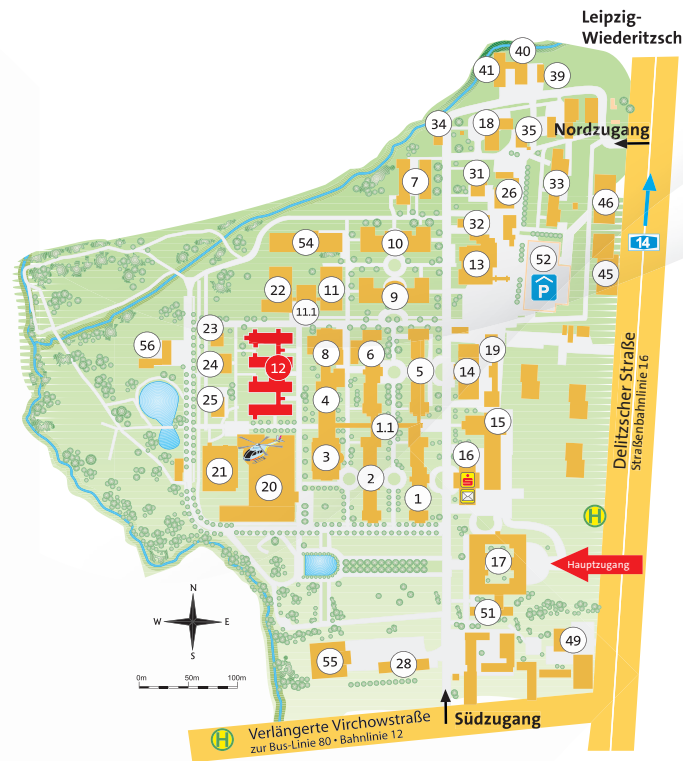 Leipzig-
Wiederitzsch
40
41
39
34
18
35
Nordzugang
7
31
26
33
46
32
54
10
52
14
13
P
45
22
11
9
11.1
23
56
8
6
19
24
12
5
14
25
4
1.1
15
3
16
S
21
20
2
1
H
17
Hauptzugang
N
W E
S
51
49
55
28
0m 50m 100m
Delitzscher Straße
Straßenbahnlinie 16
Südzugang
H
Verlängerte Virchowstraße
zur Bus-Linie 80 • Bahnlinie 12